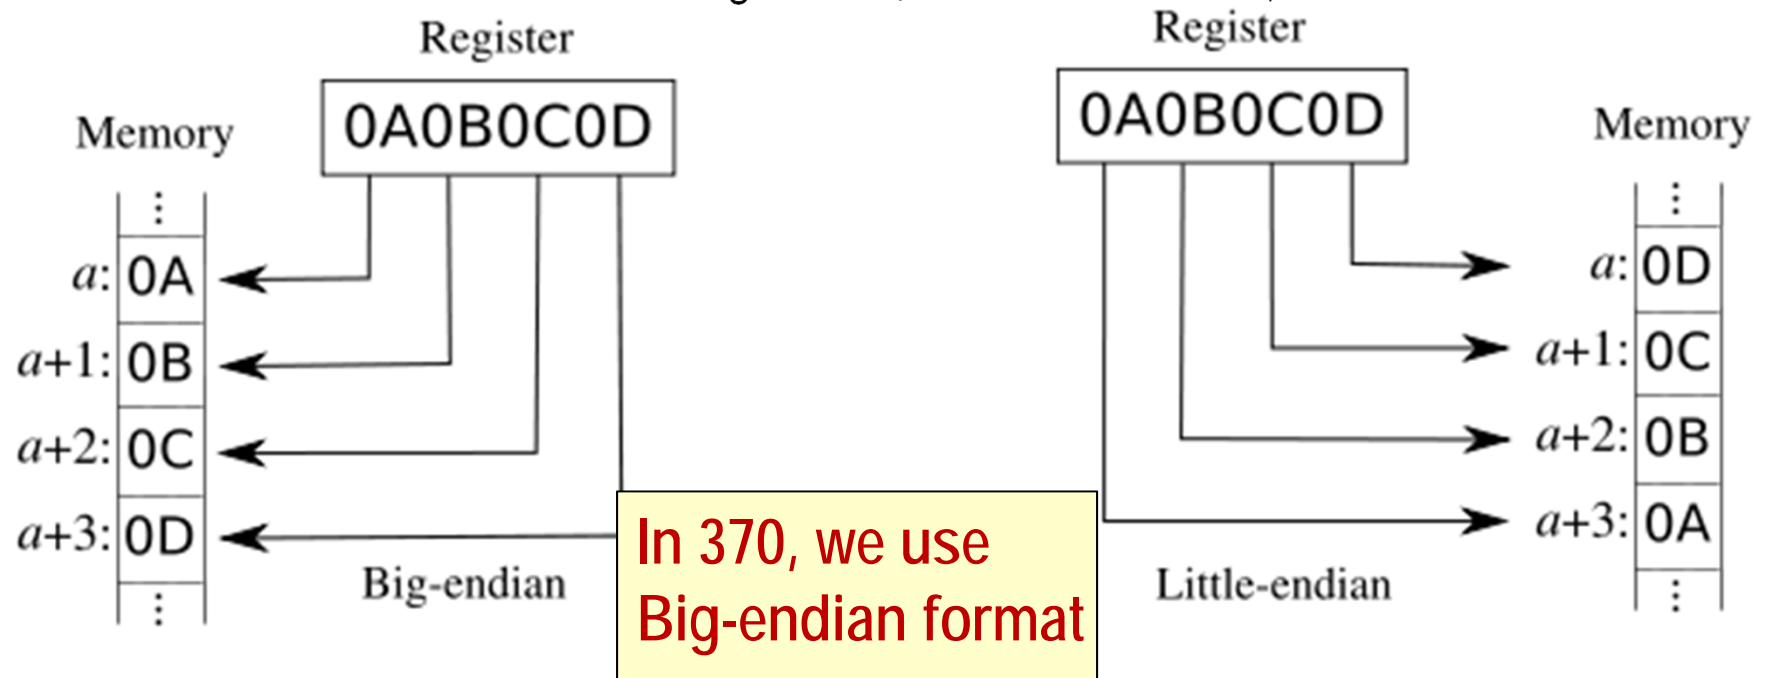 Register
0A0B0C0D
Memory
⋮
a: 0A
a+1: 0B
a+2: 0C
a+3: 0D
⋮
Big-endian
In 370, we use
Big-endian format
Register
0A0B0C0D
Memory
⋮
a: 0D
a+1: 0C
a+2: 0B
a+3: 0A
⋮
Little-endian